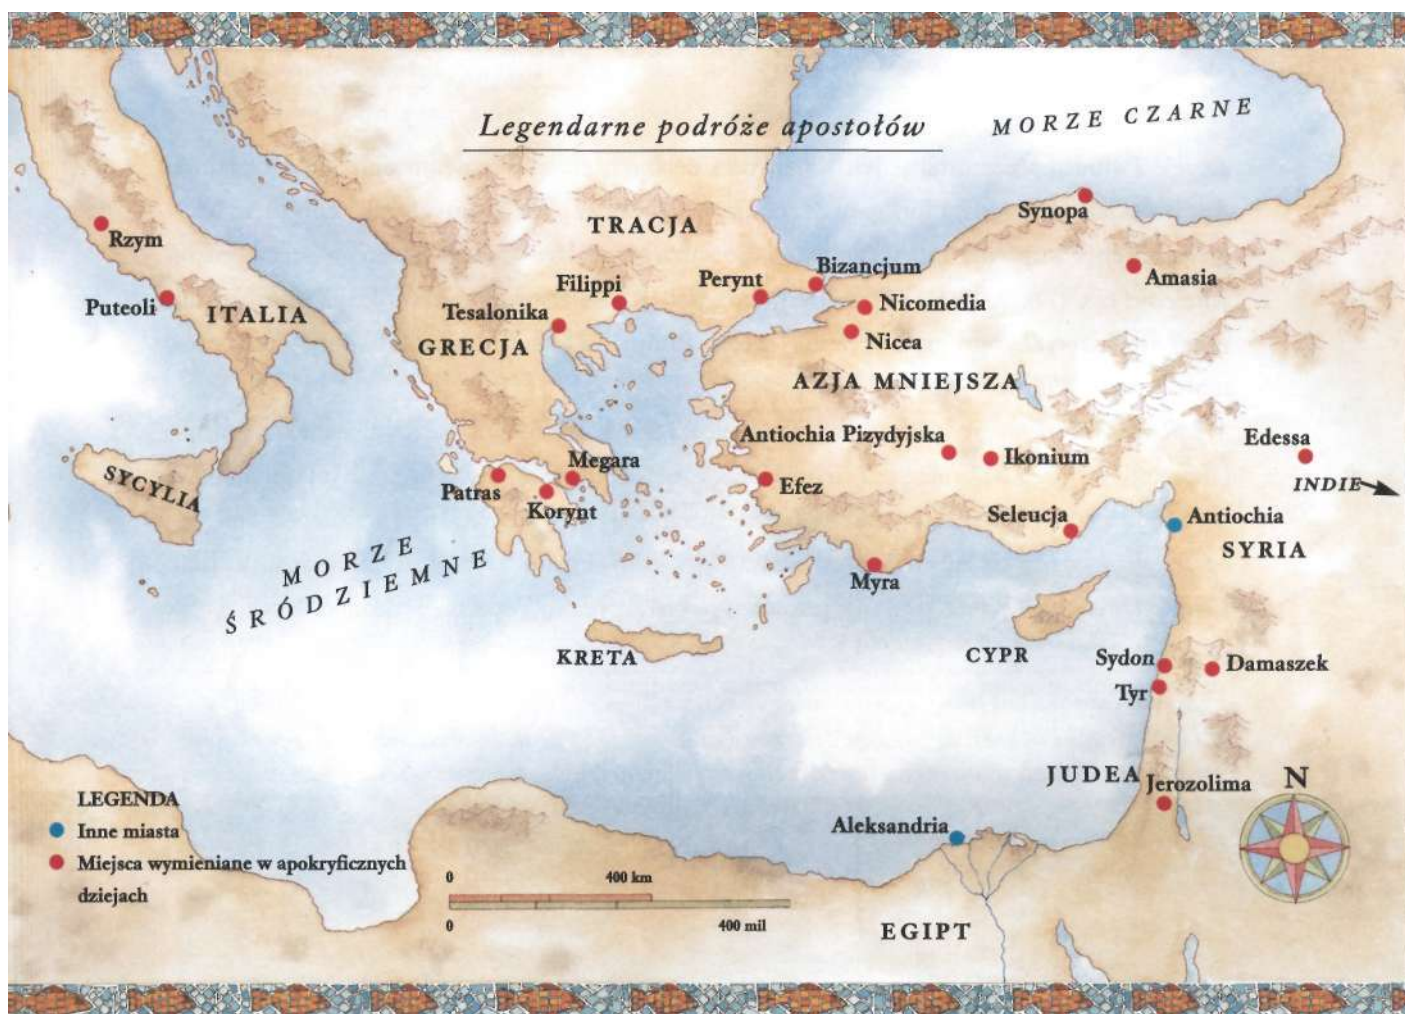 Legendarne podróże apostołów
MORZE CZARNE
Synopa
TRACJA
Rzym
Bizancjum
Amasia
Filippi
Perynt
Puteoli
ITALIA
Tesalonika
Nicomedia
GRECJA
Nicea
AZJA MNIEJSZA
Antiochia Pizydyjska
Ikonium
Edessa
SYCYLIA
Megara
Patras
Korynt
Efez
INDIE
Seleucja
Antiochia
SYRIA
MORZE
ŚRÓDZIEMNE
Myra
KRETA
CYPR
Sydon
Damaszek
Tyr
JUDEA
Jerozolima
N
LEGENDA
Inne miasta
Miejsca wymieniane w apokryficznych
dziejach
Aleksandria
0 400 km
0 400 mil
EGIPT